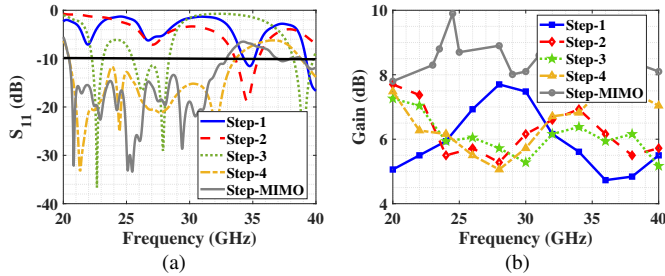 0
-10
-20
-30
-40
20
25
30
35
40
S11 (dB)
Frequency (GHz)
Step-1
Step-2
Step-3
Step-4
Step-MIMO
(a)
10
8
6
4
20
25
30
35
40
Gain (dB)
Frequency (GHz)
Step-1
Step-2
Step-3
Step-4
Step-MIMO
(b)